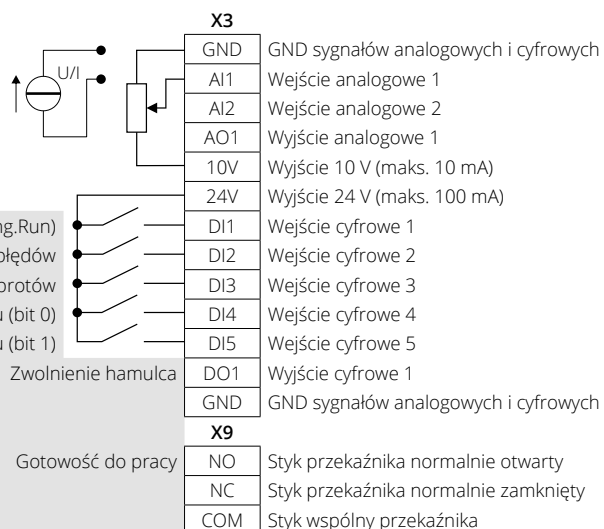 X3
U/I
GND GND sygnałów analogowych i cyfrowych
AI1 Wejście analogowe 1
AI2 Wejście analogowe 2
AO1 Wyjście analogowe 1
10V Wyjście 10 V (maks. 10 mA)
24V Wyjście 24 V (maks. 100 mA)
DI1 Wejście cyfrowe 1
DI2 Wejście cyfrowe 2
DI3 Wejście cyfrowe 3
(bit 0) DI4 Wejście cyfrowe 4
(bit 1) DI5 Wejście cyfrowe 5
Zwolnienie hamulca DO1 Wyjście cyfrowe 1
GND GND sygnałów analogowych i cyfrowych
X9
Gotowość do pracy NO Styk przekaźnika normalnie otwarty
NC Styk przekaźnika normalnie zamknięty
COM Styk wspólny przekaźnika